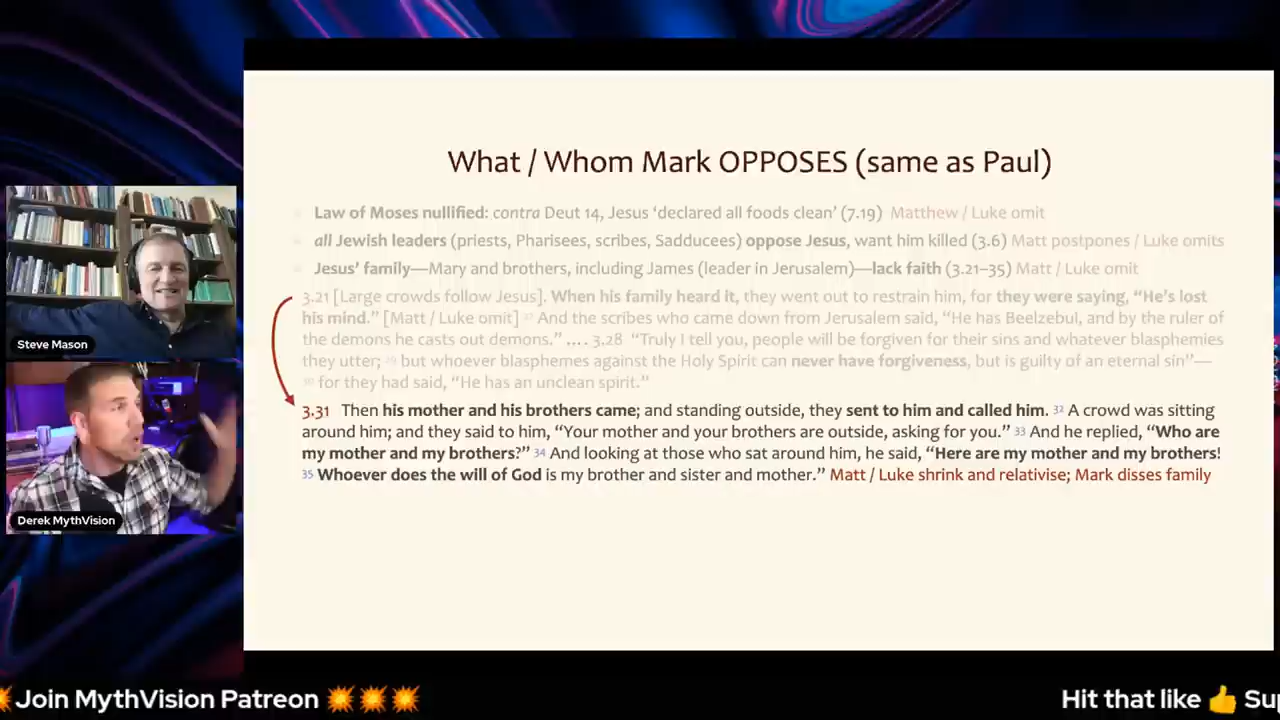 What / Whom Mark OPPOSES (same as Paul)
Law of Moses nullified: contra Deut 14, Jesus ‘declared all foods clean’ (7.19) Matthew / Luke omit
all Jewish leaders (priests, Pharisees, scribes, Sadducees) oppose Jesus, want him killed (3.6) Matt postpones / Luke omits
Jesus’ family—Mary and brothers, including James (leader in Jerusalem)—lack faith (3.21–35) Matt / Luke omit
3.21 [Large crowds follow Jesus]. When his family heard it, they went out to restrain him, for they were saying, “He’s lost
his mind.” [Matt / Luke omit] And the scribes who came down from Jerusalem said, “He has Beelzebul, and by the ruler of
the demons he casts out demons.” …. 3.28 “Truly I tell you, people will be forgiven for their sins and whatever blasphemies
they utter; 29 but whoever blasphemes against the Holy Spirit can never have forgiveness, but is guilty of an eternal sin”—
30 for they had said, “He has an unclean spirit.”
3.31 Then his mother and his brothers came; and standing outside, they sent to him and called him. 32 A crowd was sitting
around him; and they said to him, “Your mother and your brothers are outside, asking for you.” 33 And he replied, “Who are
my mother and my brothers?” 34 And looking at those who sat around him, he said, “Here are my mother and my brothers!
35 Whoever does the will of God is my brother and sister and mother.” Matt / Luke shrink and relativise; Mark disses family
Steve Mason
Derek MythVision
💥Join MythVision Patreon 💥💥💥
Hit that like 👍 Su